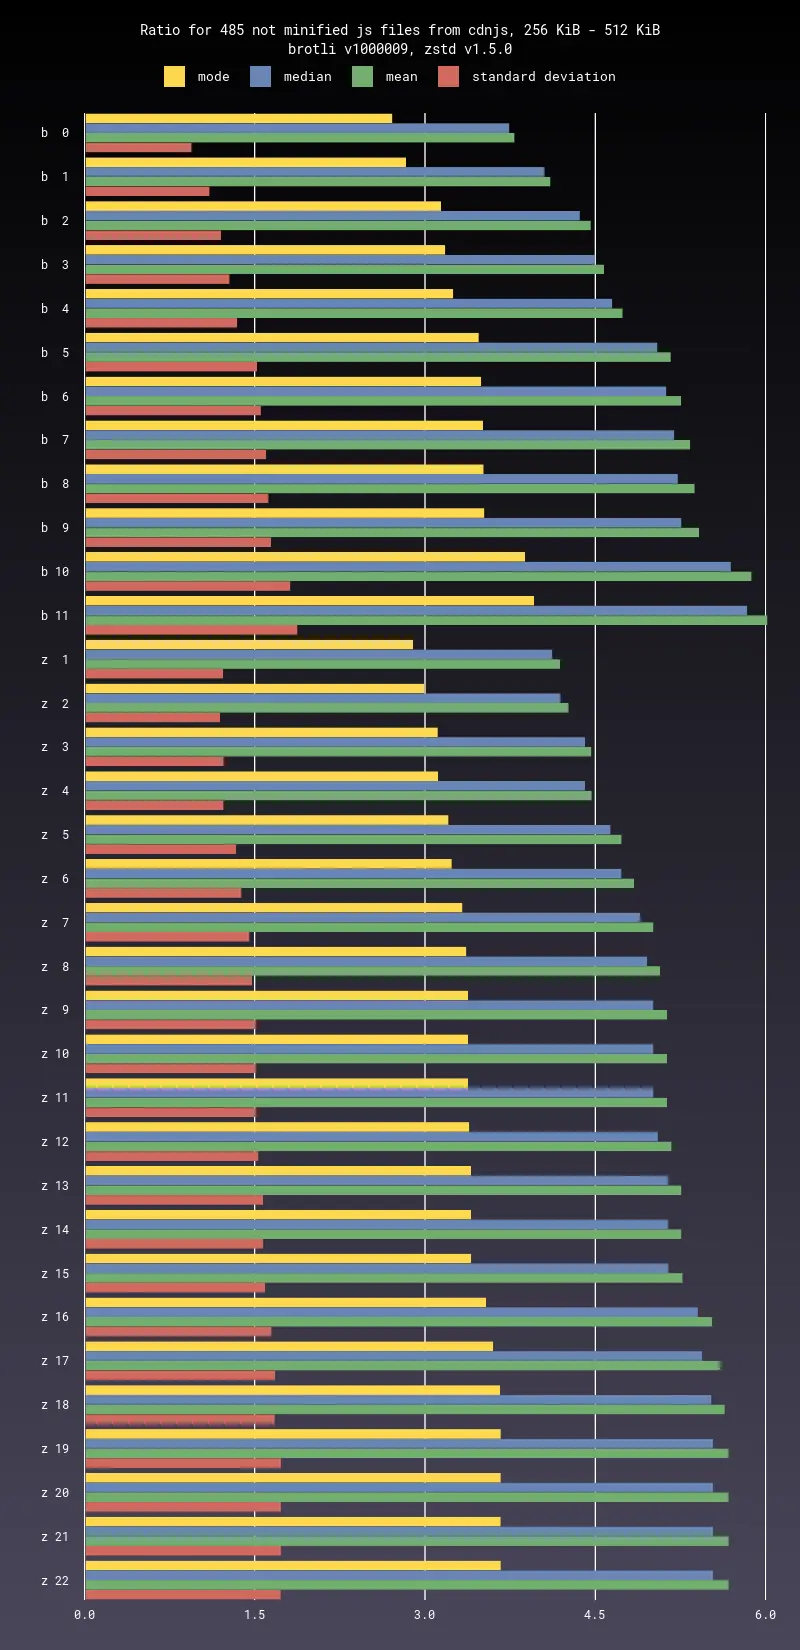 Ratio for 485 not minified js files from cdnjs, 256 KiB - 512 KiB
brotli v1000009, zstd v1.5.0
mode median mean standard deviation
b 0
b 1
b 2
b 3
b 4
b 5
b 6
b 7
b 8
b 9
b 10
b 11
z 1
z 2
z 3
z 4
z 5
z 6
z 7
z 8
z 9
z 10
z 11
z 12
z 13
z 14
z 15
z 16
z 17
z 18
z 19
z 20
z 21
z 22
0.0 1.5 3.0 4.5 6.0